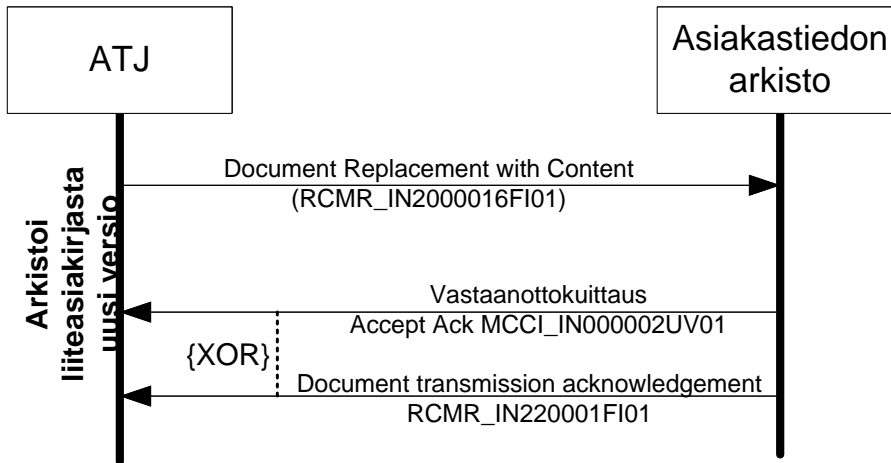 ATJ
Asiakastiedon
arkisto
Document Replacement with Content
(RCMR_IN2000016FI01)
Arkistoi
liiteasiakirjasta
uusi versio
Vastaanottokuittaus
Accept Ack MCCI_IN000002UV01
{XOR}
Document transmission acknowledgement
RCMR_IN220001FI01